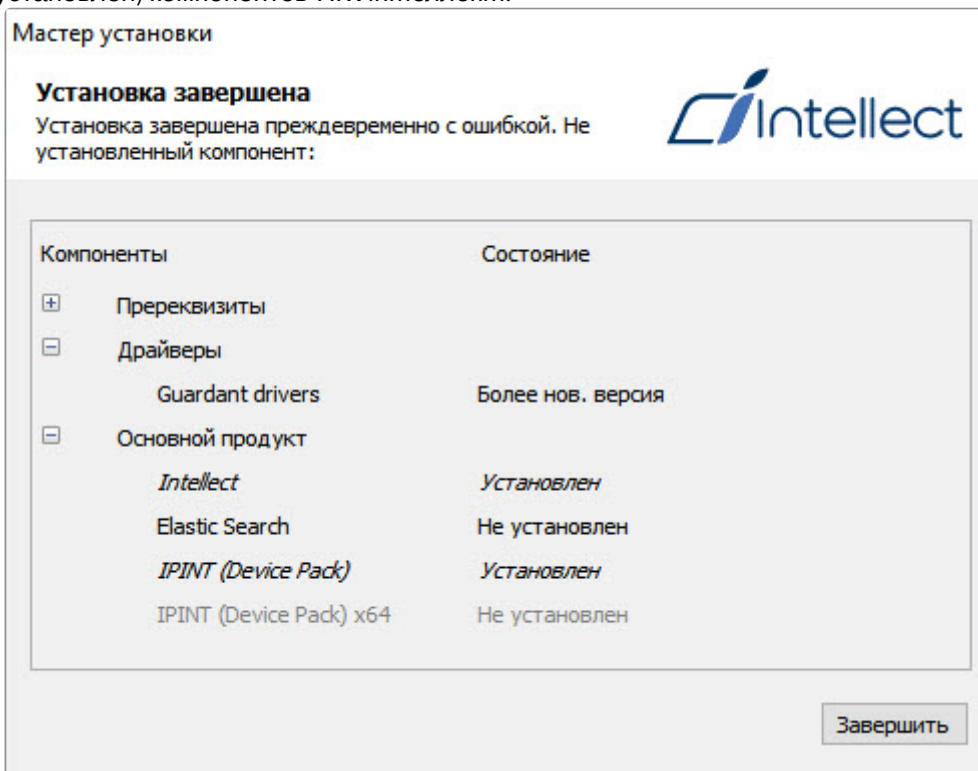 Мастер установки
Установка завершена
Установка завершена преждевременно с ошибкой. Не
установленный компонент:
Intellect
Компоненты Состояние
Пререквизиты
Драйверы
Guardant drivers Более нов. версия
Основной продукт
Intellect Установлен
Elastic Search Не установлен
IPINT (Device Pack) Установлен
IPINT (Device Pack) x64 Не установлен
Завершить